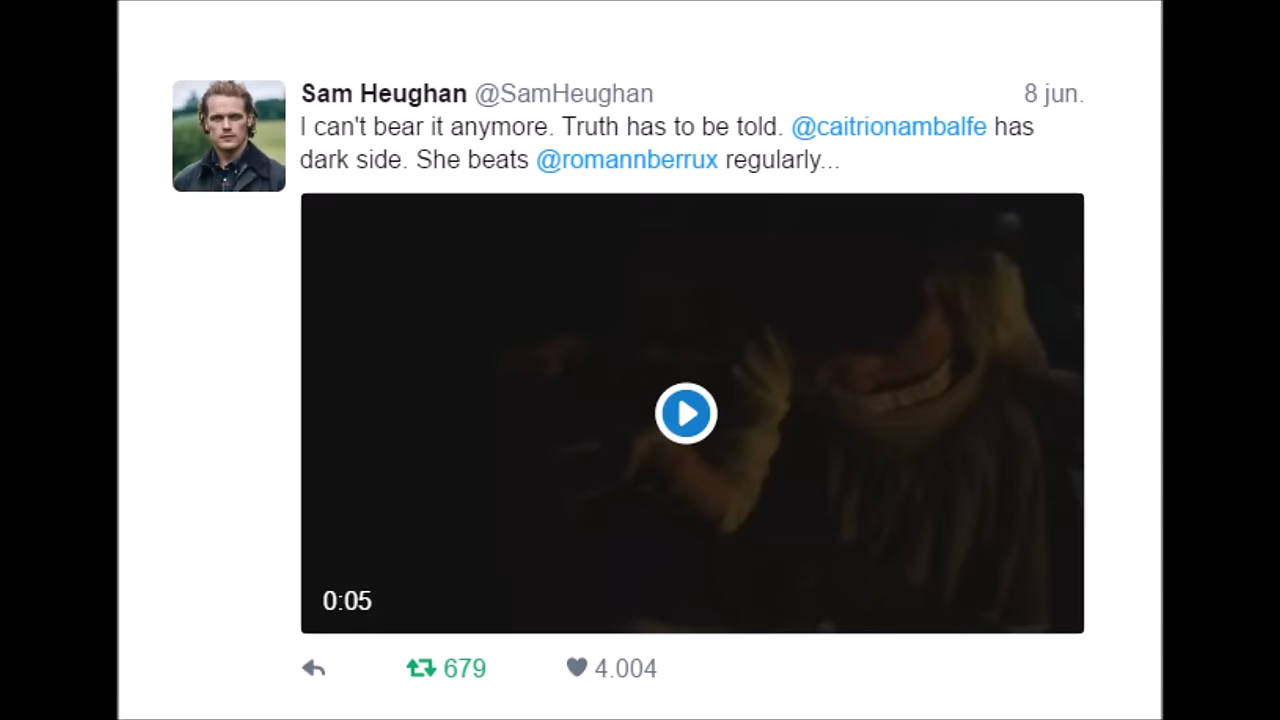 Sam Heughan @SamHeughan 8 jun.
I can't bear it anymore. Truth has to be told. @caitrionambalfe has
dark side. She beats @romannberrux regularly...
0:05
679 4.004